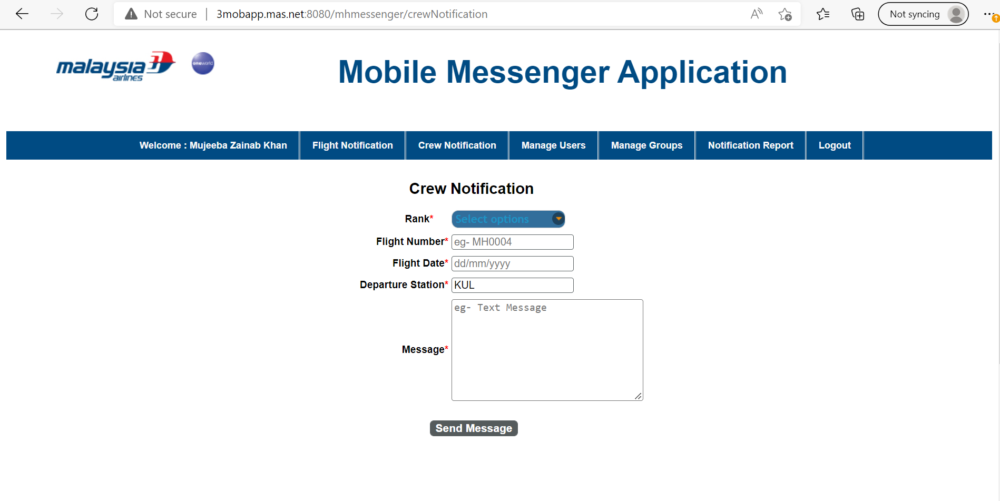 Not secure 3mobapp.mas.net:8080/mhmessenger/crewNotification Not syncing
malaysia airlines oneworld
Mobile Messenger Application
Welcome : Mujeeba Zainab Khan Flight Notification Crew Notification Manage Users Manage Groups Notification Report Logout
Crew Notification
Rank* Select options
Flight Number* eg- MH0004
Flight Date* dd/mm/yyyy
Departure Station* KUL
eg- Text Message
Message*
Send Message